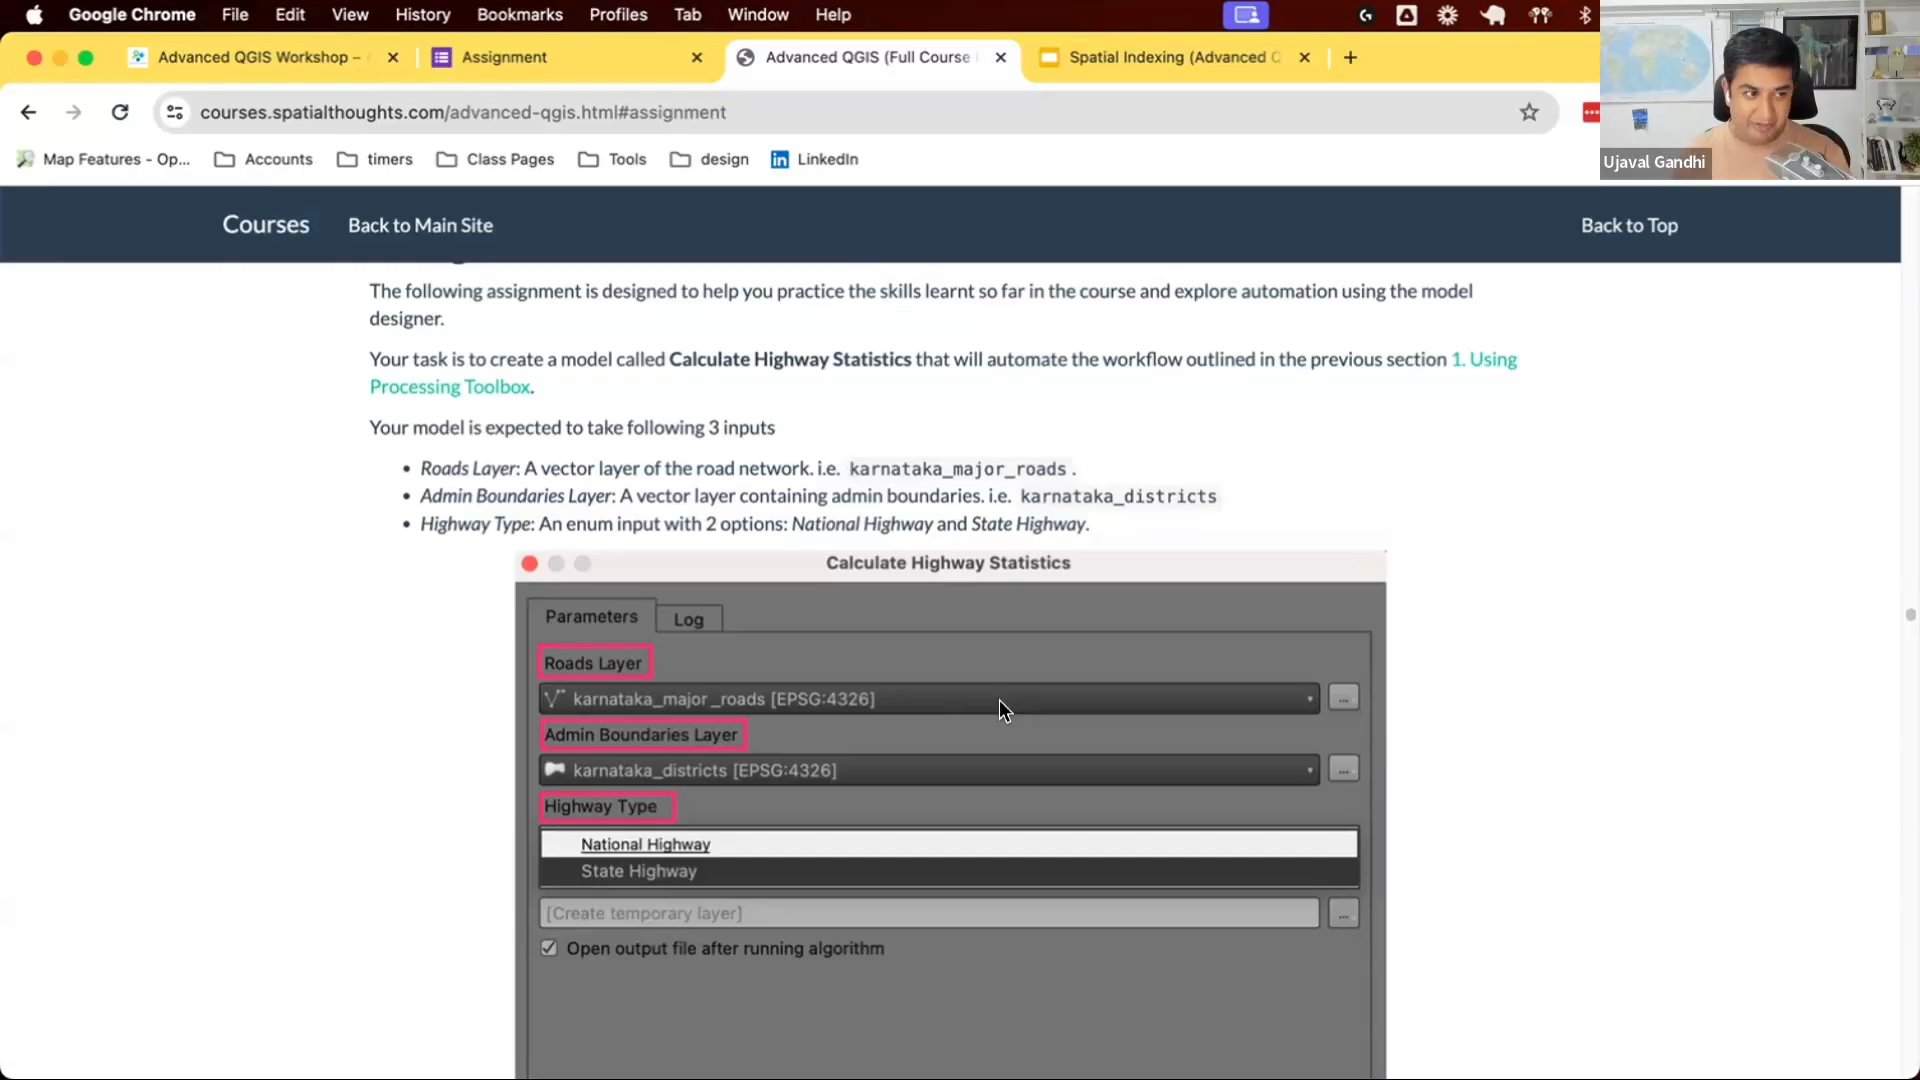 Google Chrome File Edit View History Bookmarks Profiles Tab Window Help
Advanced QGIS Workshop – Assignment Advanced QGIS (Full Course Spatial Indexing (Advanced
courses.spatialthoughts.com/advanced-qgis.html#assignment
Map Features - Op... Accounts timers Class Pages Tools design LinkedIn
Ujaval Gandhi
Courses Back to Main Site Back to Top
The following assignment is designed to help you practice the skills learnt so far in the course and explore automation using the model
designer.
Your task is to create a model called Calculate Highway Statistics that will automate the workflow outlined in the previous section 1. Using
Processing Toolbox.
Your model is expected to take following 3 inputs
• Roads Layer: A vector layer of the road network. i.e. karnataka_major_roads .
• Admin Boundaries Layer: A vector layer containing admin boundaries. i.e. karnataka_districts
• Highway Type: An enum input with 2 options: National Highway and State Highway.
Calculate Highway Statistics
Parameters Log
Roads Layer
karnataka_major _roads [EPSG:4326] ...
Admin Boundaries Layer
karnataka_districts [EPSG:4326] ...
Highway Type
National Highway
State Highway
[Create temporary layer] ...
Open output file after running algorithm